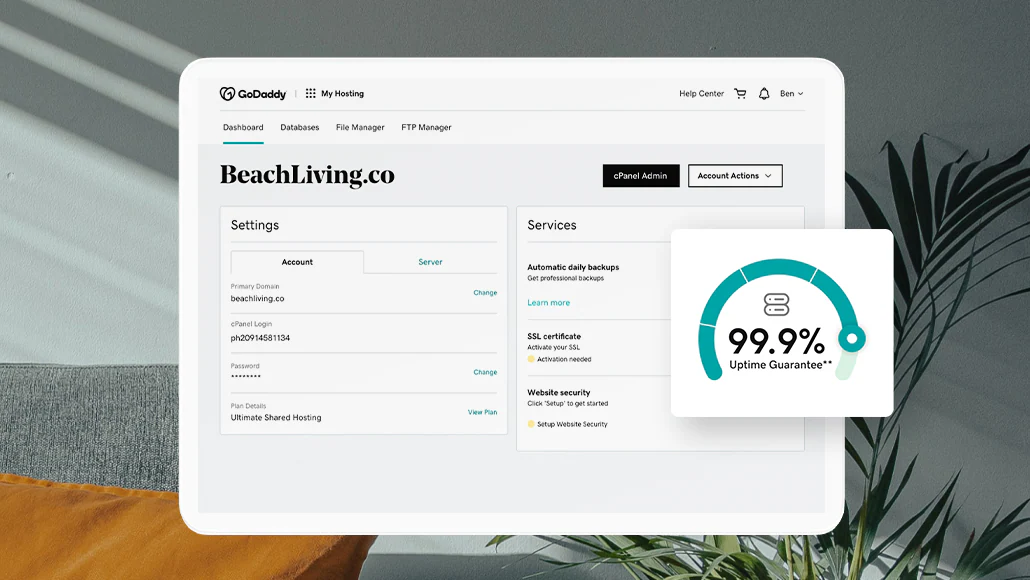 GoDaddy
My Hosting
Help Center
Ben
Dashboard
Databases
File Manager
FTP Manager
BeachLiving.co
cPanel Admin
Account Actions
Settings
Account
Server
Primary Domain
beachliving.co
Change
cPanel Login
ph20914581134
Password
********
Change
Plan Details
Ultimate Shared Hosting
View Plan
Services
Automatic daily backups
Get professional backups
Learn more
SSL certificate
Activate your SSL
Activation needed
Website security
Click 'Setup' to get started
Setup Website Security
99.9%
Uptime Guarantee**